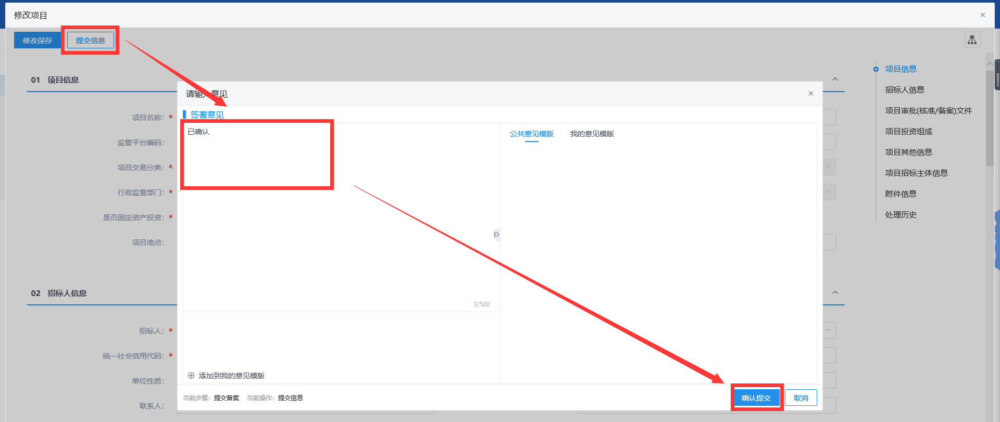 修改项目
修改保存
提交信息
01 项目信息
项目名称： *
监管平台编码：
项目交易分类： *
行政监督部门： *
是否固定资产投资： *
项目地点：
02 招标人信息
招标人： *
统一社会信用代码： *
单位性质：
联系人：
请输 意见
签署意见
已确认
3/500
添加到我的意见模版
公共意见模版 我的意见模版
当前步骤： 提交备案 当前操作： 提交信息
确认提交
取消
项目信息
招标人信息
项目审批(核准/备案)文件
项目投资组成
项目其他信息
项目招标主体信息
附件信息
处理历史